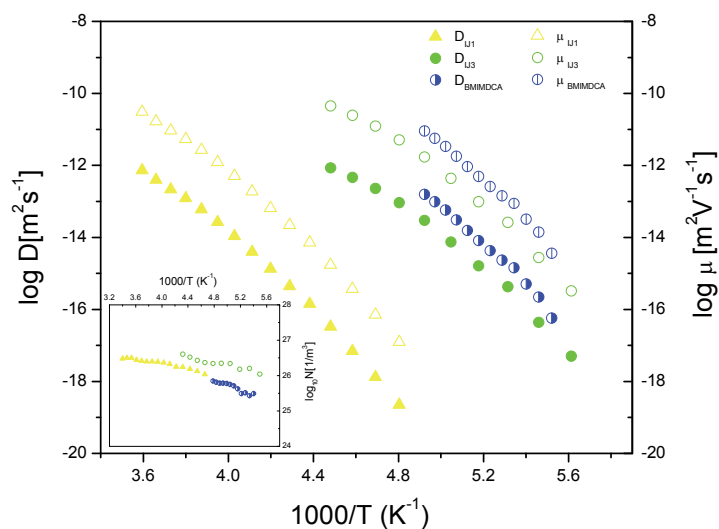 -8 -8
D_IJ1 μ_IJ1
D_IJ3 μ_IJ3
D_BMIMDCA μ_BMIMDCA
-10 -10
-12 -12
-14 -14
-16 -16
-18 -18
-20 -20
log D[m²s⁻¹]
log μ [m²V⁻¹s⁻¹]
1000/T (K⁻¹)
3.2 3.6 4.0 4.4 4.8 5.2 5.6
28
27
26
25
24
log₁₀N[1/m³]
3.6 4.0 4.4 4.8 5.2 5.6
1000/T (K⁻¹)